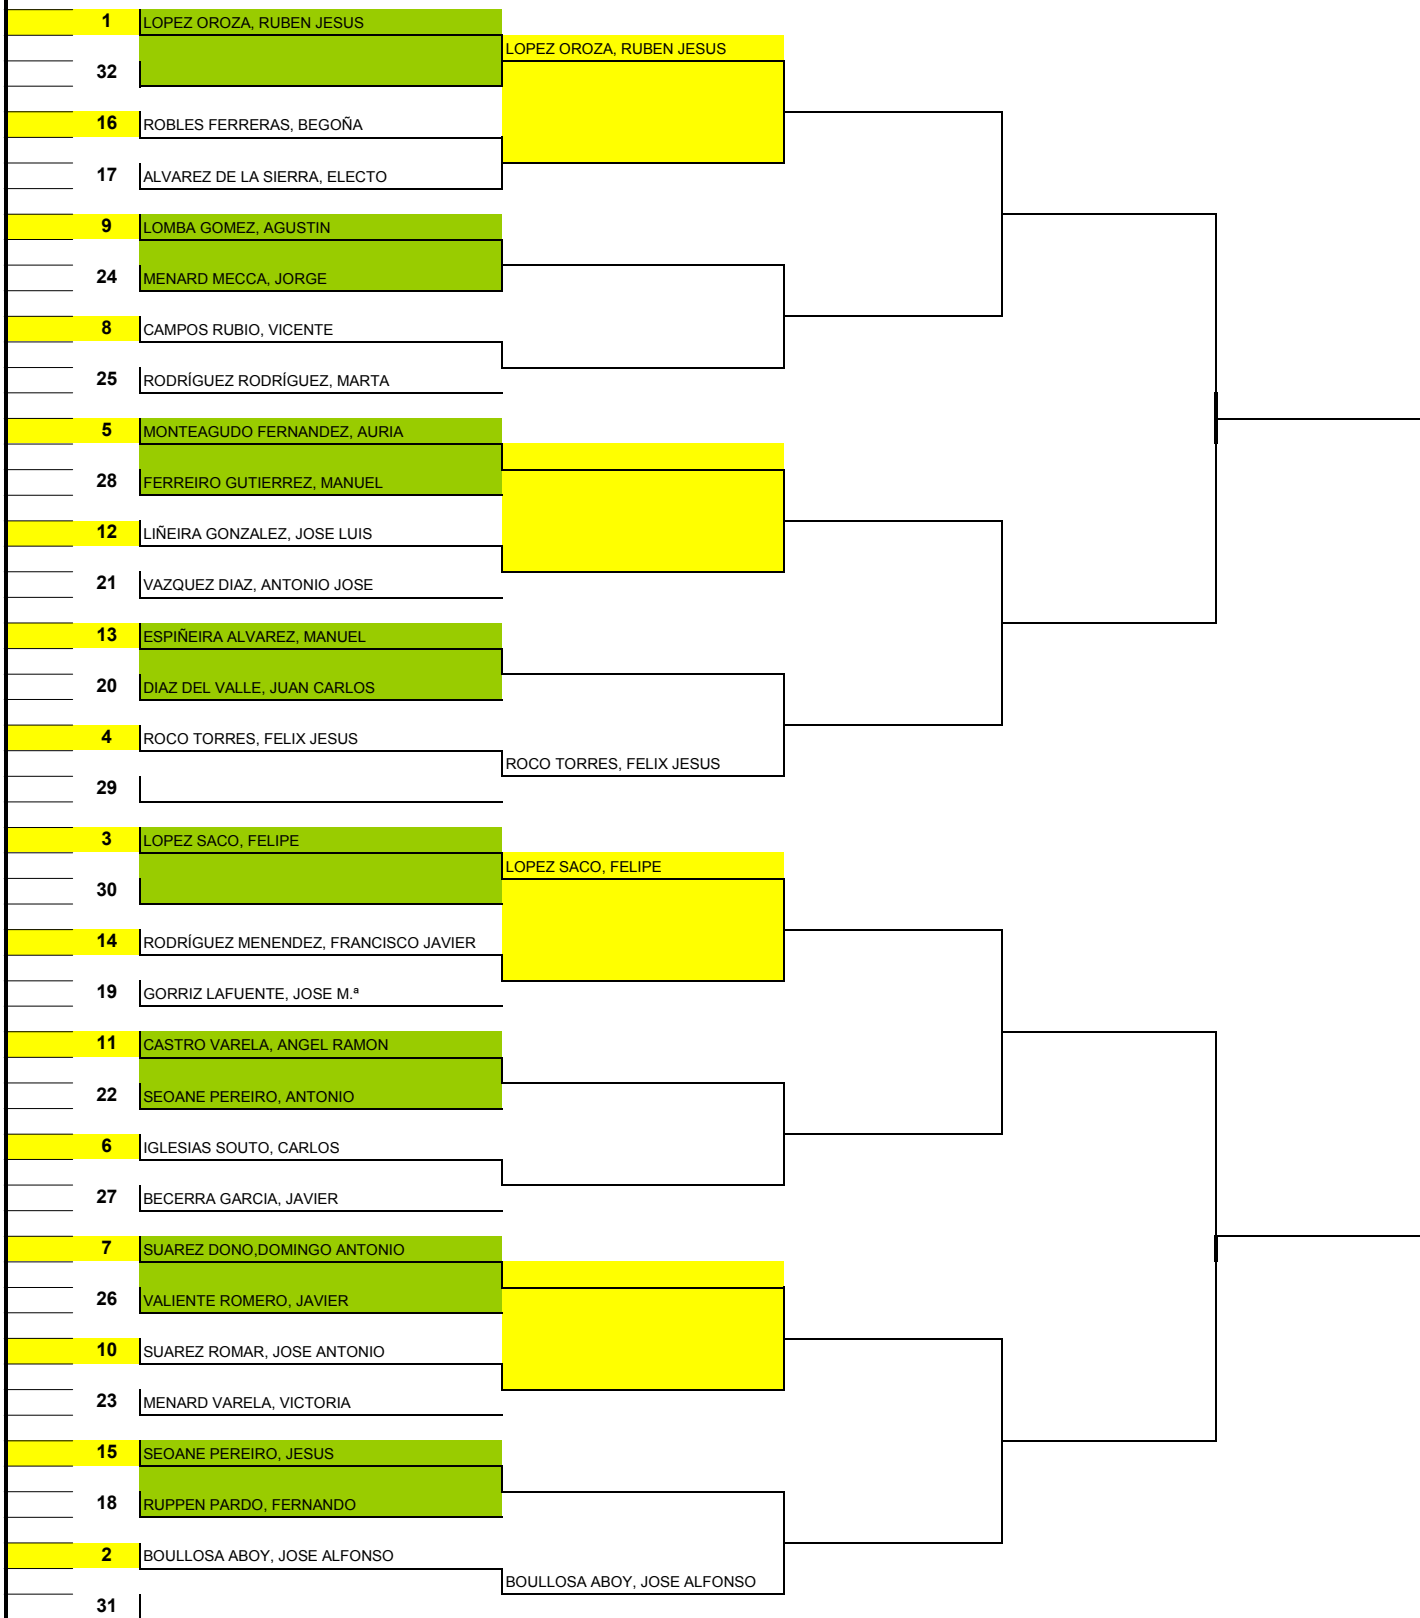 1 LOPEZ OROZA, RUBEN JESUS
LOPEZ OROZA, RUBEN JESUS
32
16 ROBLES FERRERAS, BEGOÑA
17 ALVAREZ DE LA SIERRA, ELECTO
9 LOMBA GOMEZ, AGUSTIN
24 MENARD MECCA, JORGE
8 CAMPOS RUBIO, VICENTE
25 RODRÍGUEZ RODRÍGUEZ, MARTA
5 MONTEAGUDO FERNANDEZ, AURIA
28 FERREIRO GUTIERREZ, MANUEL
12 LIÑEIRA GONZALEZ, JOSE LUIS
21 VAZQUEZ DIAZ, ANTONIO JOSE
13 ESPIÑEIRA ALVAREZ, MANUEL
20 DIAZ DEL VALLE, JUAN CARLOS
4 ROCO TORRES, FELIX JESUS
ROCO TORRES, FELIX JESUS
29
3 LOPEZ SACO, FELIPE
LOPEZ SACO, FELIPE
30
14 RODRÍGUEZ MENENDEZ, FRANCISCO JAVIER
19 GORRIZ LAFUENTE, JOSE M.ª
11 CASTRO VARELA, ANGEL RAMON
22 SEOANE PEREIRO, ANTONIO
6 IGLESIAS SOUTO, CARLOS
27 BECERRA GARCIA, JAVIER
7 SUAREZ DONO,DOMINGO ANTONIO
26 VALIENTE ROMERO, JAVIER
10 SUAREZ ROMAR, JOSE ANTONIO
23 MENARD VARELA, VICTORIA
15 SEOANE PEREIRO, JESUS
18 RUPPEN PARDO, FERNANDO
2 BOULLOSA ABOY, JOSE ALFONSO
BOULLOSA ABOY, JOSE ALFONSO
31